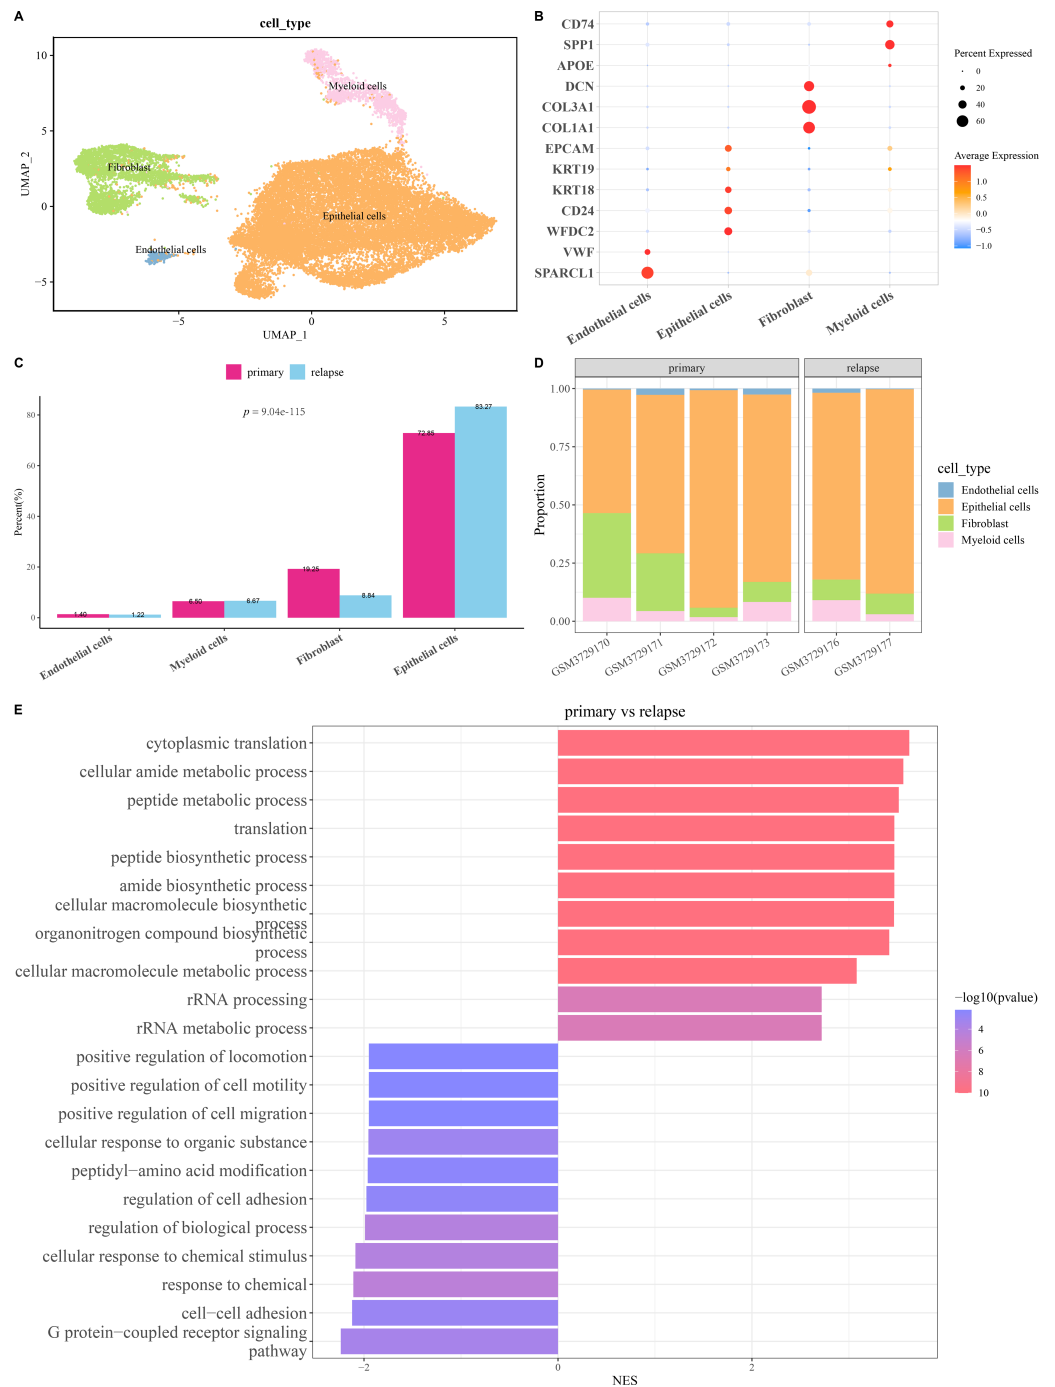 A
cell_type
10
5
0
−5
UMAP_2
Myeloid cells
Fibroblast
Epithelial cells
Endothelial cells
−5
0
5
UMAP_1
B
CD74
SPP1
APOE
DCN
COL3A1
COL1A1
EPCAM
KRT19
KRT18
CD24
WFDC2
VWF
SPARCL1
Endothelial cells
Epithelial cells
Fibroblast
Myeloid cells
Percent Expressed
0
20
40
60
Average Expression
1.0
0.5
0.0
−0.5
−1.0
C
primary
relapse
p = 9.04e-115
Percent(%)
80
60
40
20
0
1.40
1.22
6.50
6.67
19.25
8.84
72.85
83.27
Endothelial cells
Myeloid cells
Fibroblast
Epithelial cells
D
primary
relapse
Proportion
1.00
0.75
0.50
0.25
0.00
GSM3729170
GSM3729171
GSM3729172
GSM3729173
GSM3729176
GSM3729177
cell_type
Endothelial cells
Epithelial cells
Fibroblast
Myeloid cells
E
primary vs relapse
cytoplasmic translation
cellular amide metabolic process
peptide metabolic process
translation
peptide biosynthetic process
amide biosynthetic process
cellular macromolecule biosynthetic
process
organonitrogen compound biosynthetic
process
cellular macromolecule metabolic process
rRNA processing
rRNA metabolic process
positive regulation of locomotion
positive regulation of cell motility
positive regulation of cell migration
cellular response to organic substance
peptidyl−amino acid modification
regulation of cell adhesion
regulation of biological process
cellular response to chemical stimulus
response to chemical
cell−cell adhesion
G protein−coupled receptor signaling
pathway
−2
0
2
NES
−log10(pvalue)
4
6
8
10